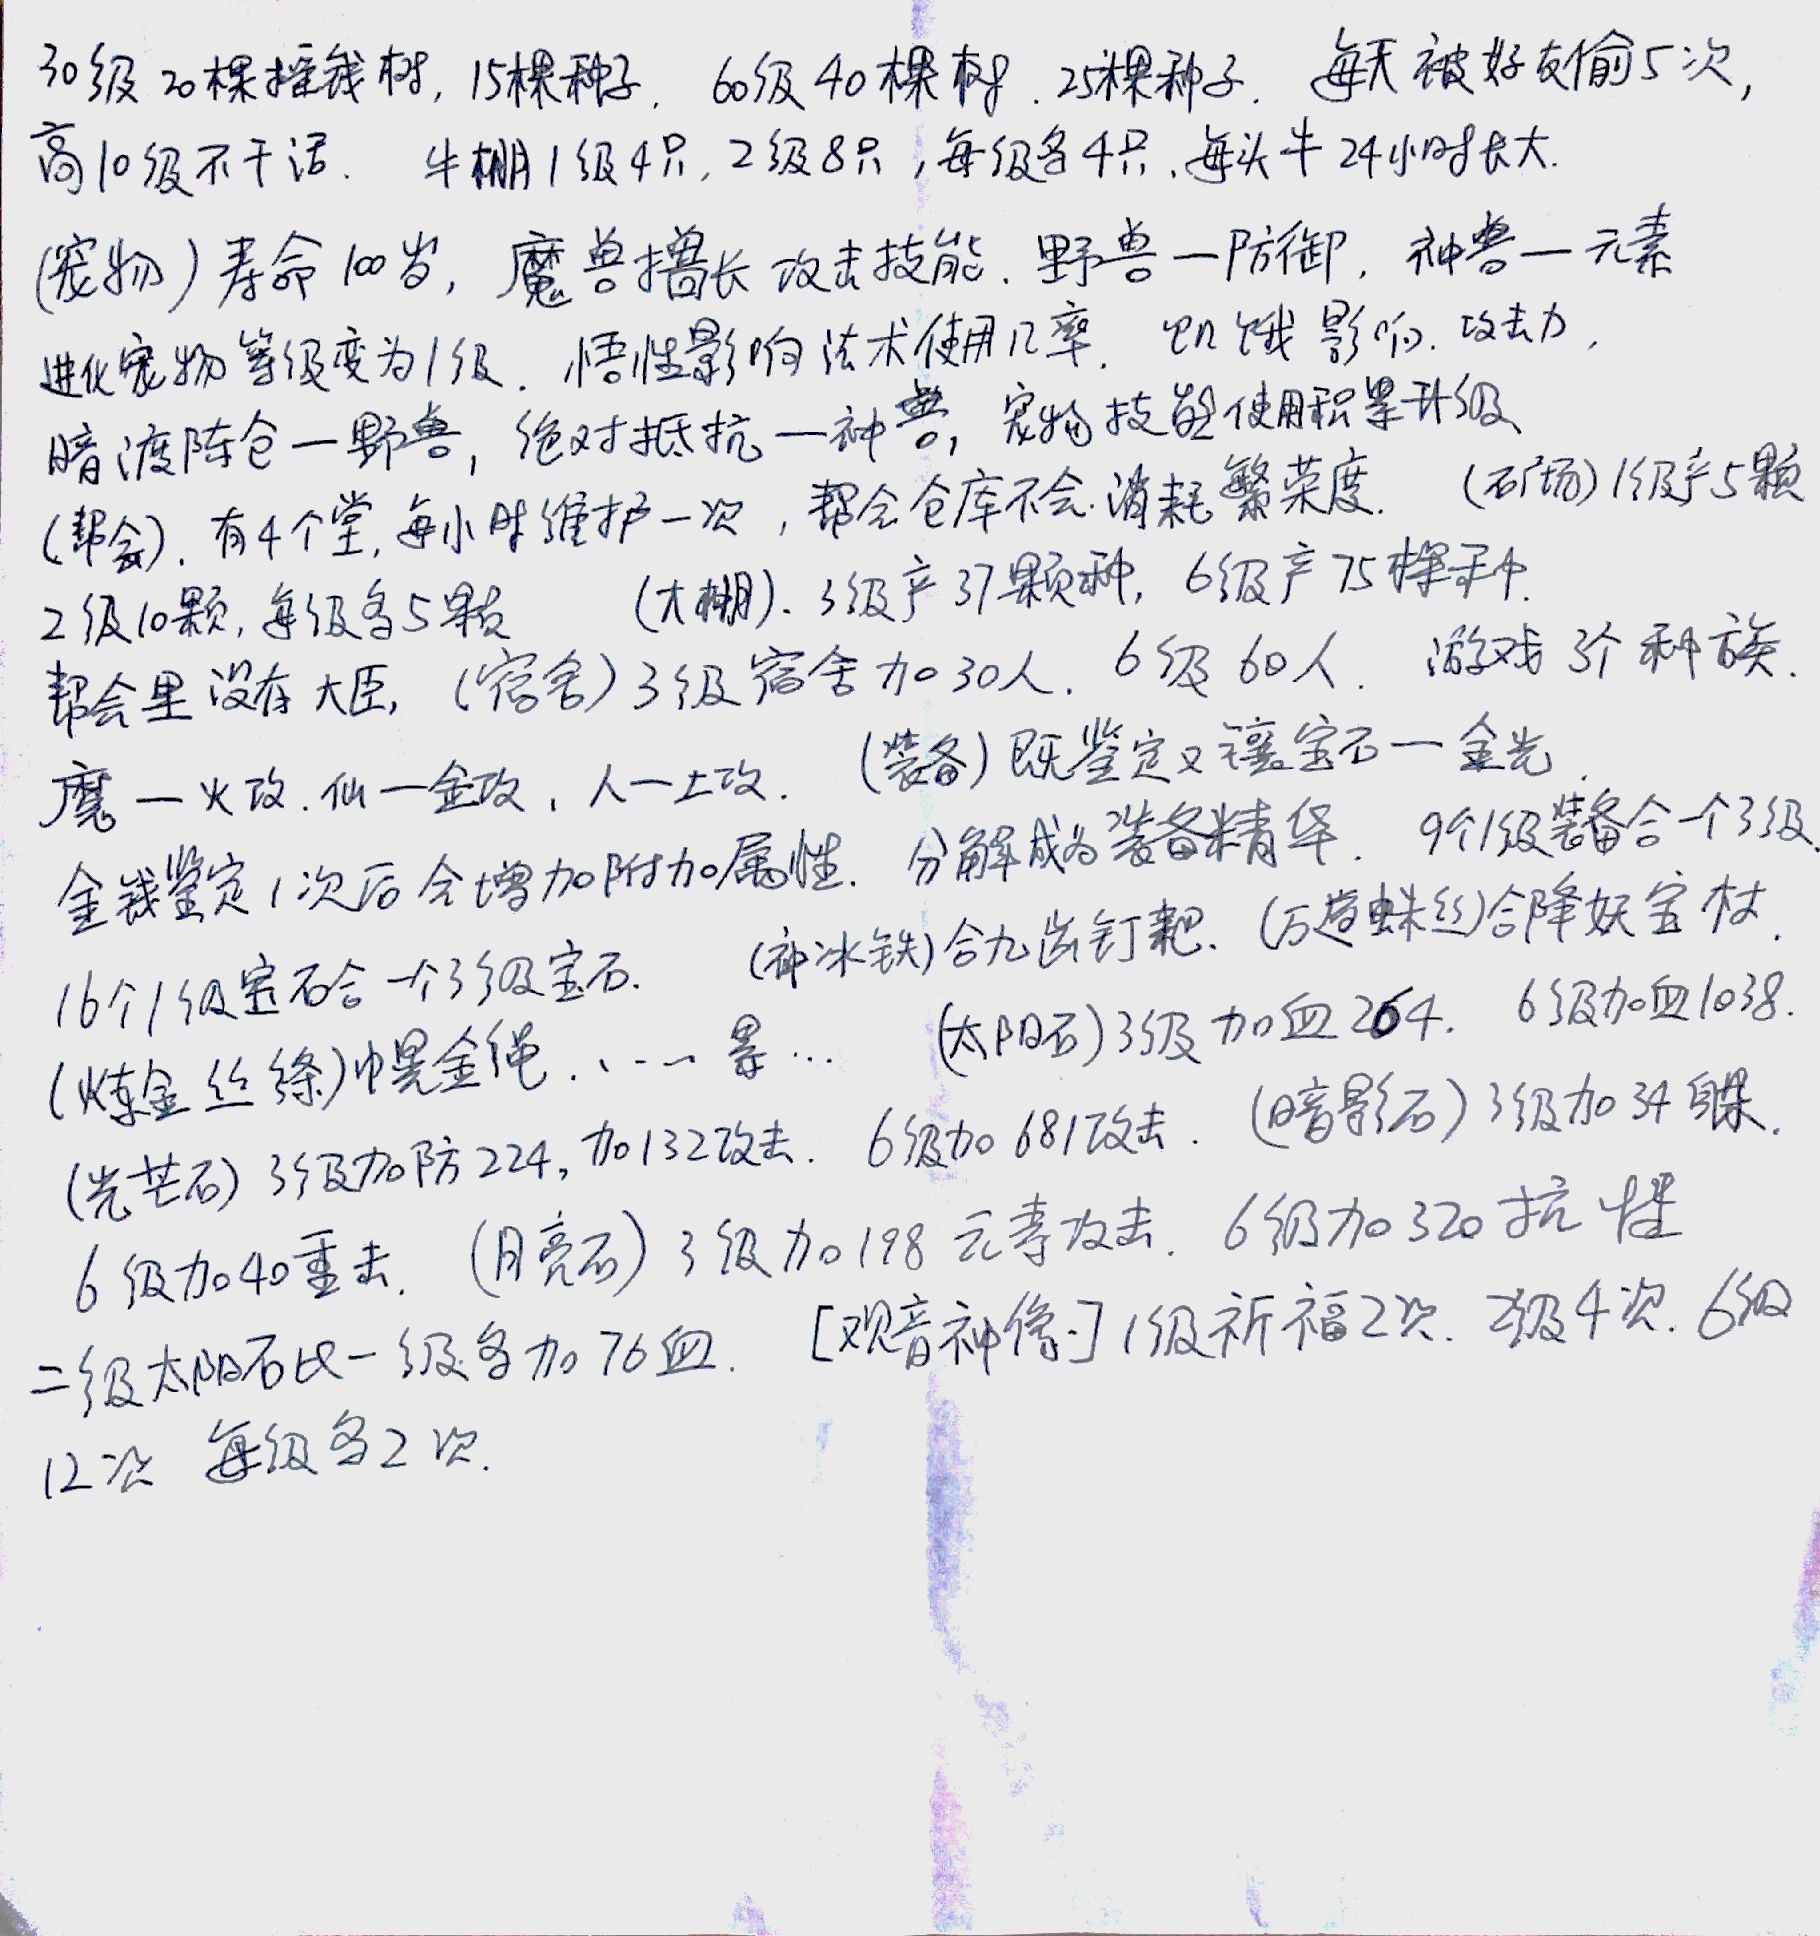 30级 20棵摇钱树, 15棵种子. 60级40棵树. 25棵种子. 每天被好友偷5次,
高10级不干活. 牛棚1级4只, 2级8只, 每级多4只. 每头牛24小时长大.
(宠物) 寿命100岁, 魔兽擅长攻击技能. 野兽一防御, 神兽一元素
进化宠物等级变为1级. 悟性影响法术使用几率. 饥饿影响. 攻击力.
暗渡陈仓一野兽, 绝对抵抗一神兽, 宠物技能使用积累升级
(帮会). 有4个堂, 每小时维护一次, 帮会仓库不会消耗繁荣度. (矿场) 1级产5颗
2级10颗, 每级多5颗 (大棚). 3级产37颗种, 6级产75棵种.
帮会里没有大臣, (宿舍) 3级宿舍加30人. 6级60人. 游戏3个种族.
魔一火攻. 仙一金攻, 人一土攻. (装备) 既鉴定又镶宝石一金光.
金钱鉴定1次后会增加附加属性. 分解成为装备精华. 9个1级装备合一个3级.
16个1级宝石合一个3级宝石. (神冰铁) 合九齿钉耙. (万道蛛丝) 合降妖宝杖.
(炼金丝绦) 幌金绳. 、- - - ... (太阳石) 3级加血264. 6级加血1038.
(光芒石) 3级加防224, 加132攻击. 6级加681攻击. (暗影石) 3级加34躲.
6级加40重击. (月亮石) 3级加198元素攻击. 6级加320抗性
二级太阳石比一级多加76血. [观音神像] 1级祈福2次. 2级4次. 6级
12次 每级多2次.